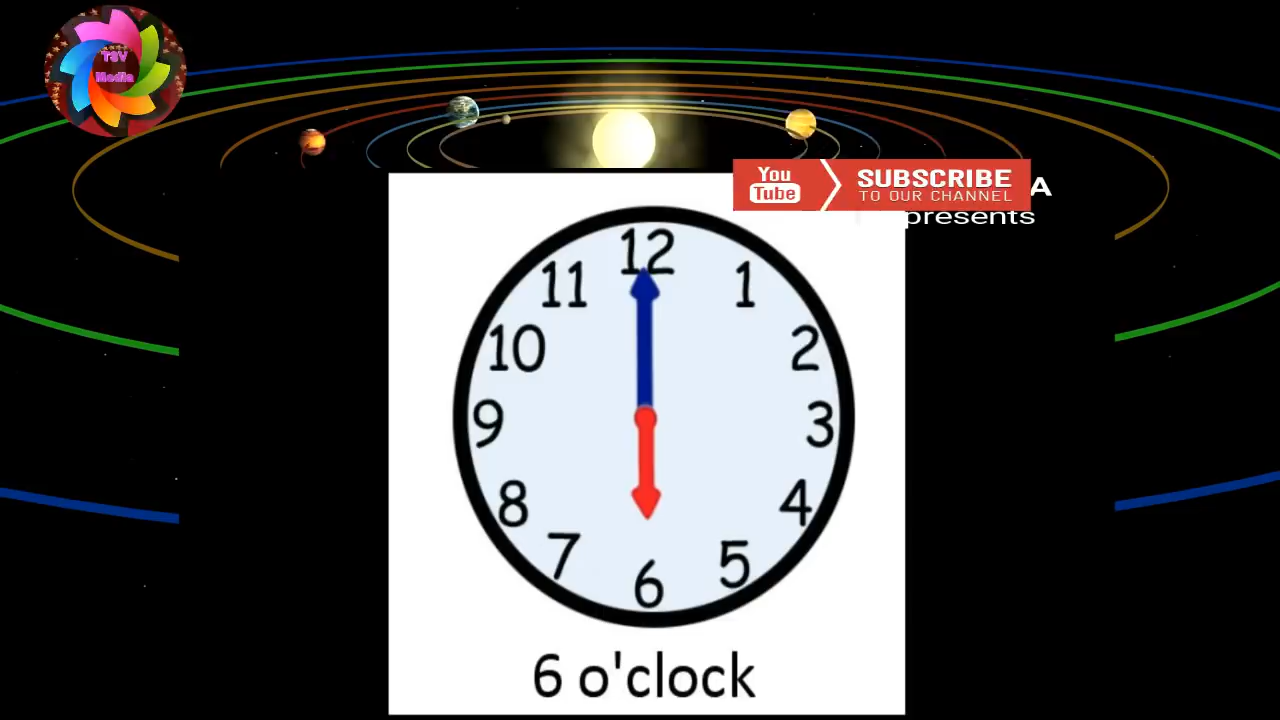 TSV
Media
You
Tube
SUBSCRIBE
TO OUR CHANNEL
A
presents
12
11
1
10
2
9
3
8
4
7
5
6
6 o'clock